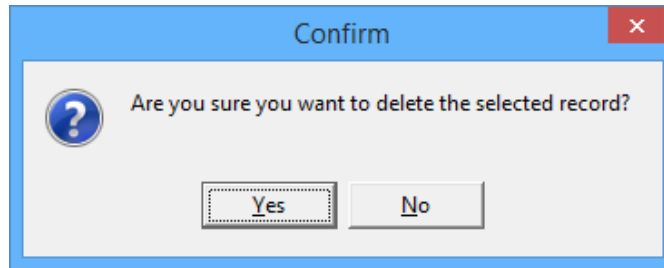 Confirm
Are you sure you want to delete the selected record?
Yes
No